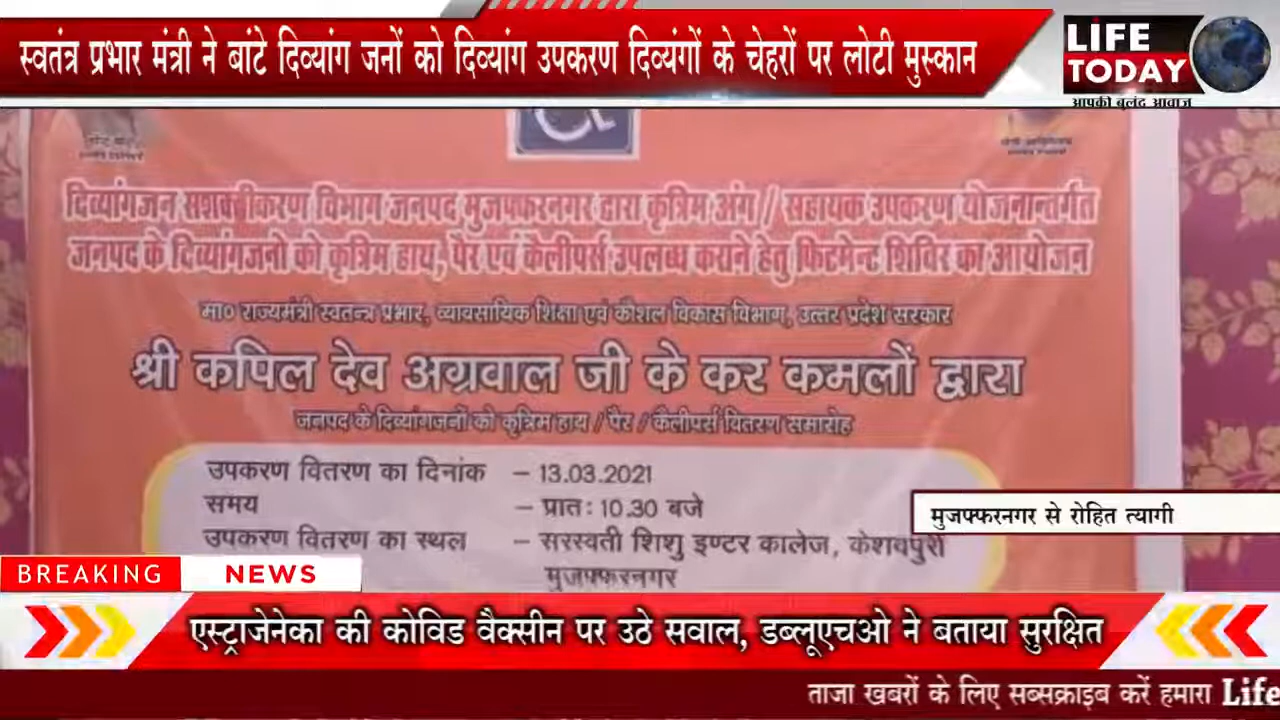 स्वतंत्र प्रभार मंत्री ने बांटे दिव्यांग जनों को दिव्यांग उपकरण दिव्यंगों के चेहरों पर लोटी मुस्कान
LIFE
TODAY
आपकी बुलंद आवाज
दिव्यांगजन सशक्तीकरण विभाग जनपद मुजफ्फरनगर द्वारा कृत्रिम अंग / सहायक उपकरण योजनान्तर्गत
जनपद के दिव्यांगजनो को कृत्रिम हाथ, पैर एवं कैलीपर्स उपलब्ध कराने हेतु फिटमेन्ट शिविर का आयोजन
मा० राज्यमंत्री स्वतन्त्र प्रभार, व्यावसायिक शिक्षा एवं कौशल विकास विभाग, उत्तर प्रदेश सरकार
श्री कपिल देव अग्रवाल जी के कर कमलों द्वारा
जनपद के दिव्यांगजनों को कृत्रिम हाथ / पैर / कैलीपर्स वितरण समारोह
उपकरण वितरण का दिनांक – 13.03.2021
समय – प्रातः 10.30 बजे
उपकरण वितरण का स्थल – सरस्वती शिशु इण्टर कालेज, केशवपुरी
मुजफ्फरनगर
मुजफ्फरनगर से रोहित त्यागी
BREAKING NEWS
एस्ट्राजेनेका की कोविड वैक्सीन पर उठे सवाल, डब्लूएचओ ने बताया सुरक्षित
ताजा खबरों के लिए सब्सक्राइब करें हमारा Life